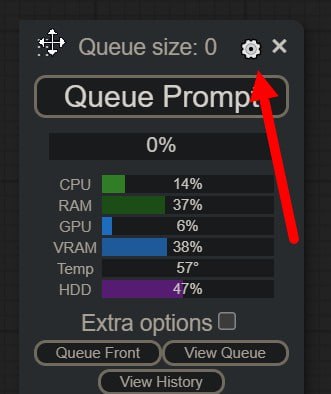 Queue size: 0
Queue Prompt
0%
CPU 14%
RAM 37%
GPU 6%
VRAM 38%
Temp 57°
HDD 47%
Extra options
Queue Front View Queue
View History